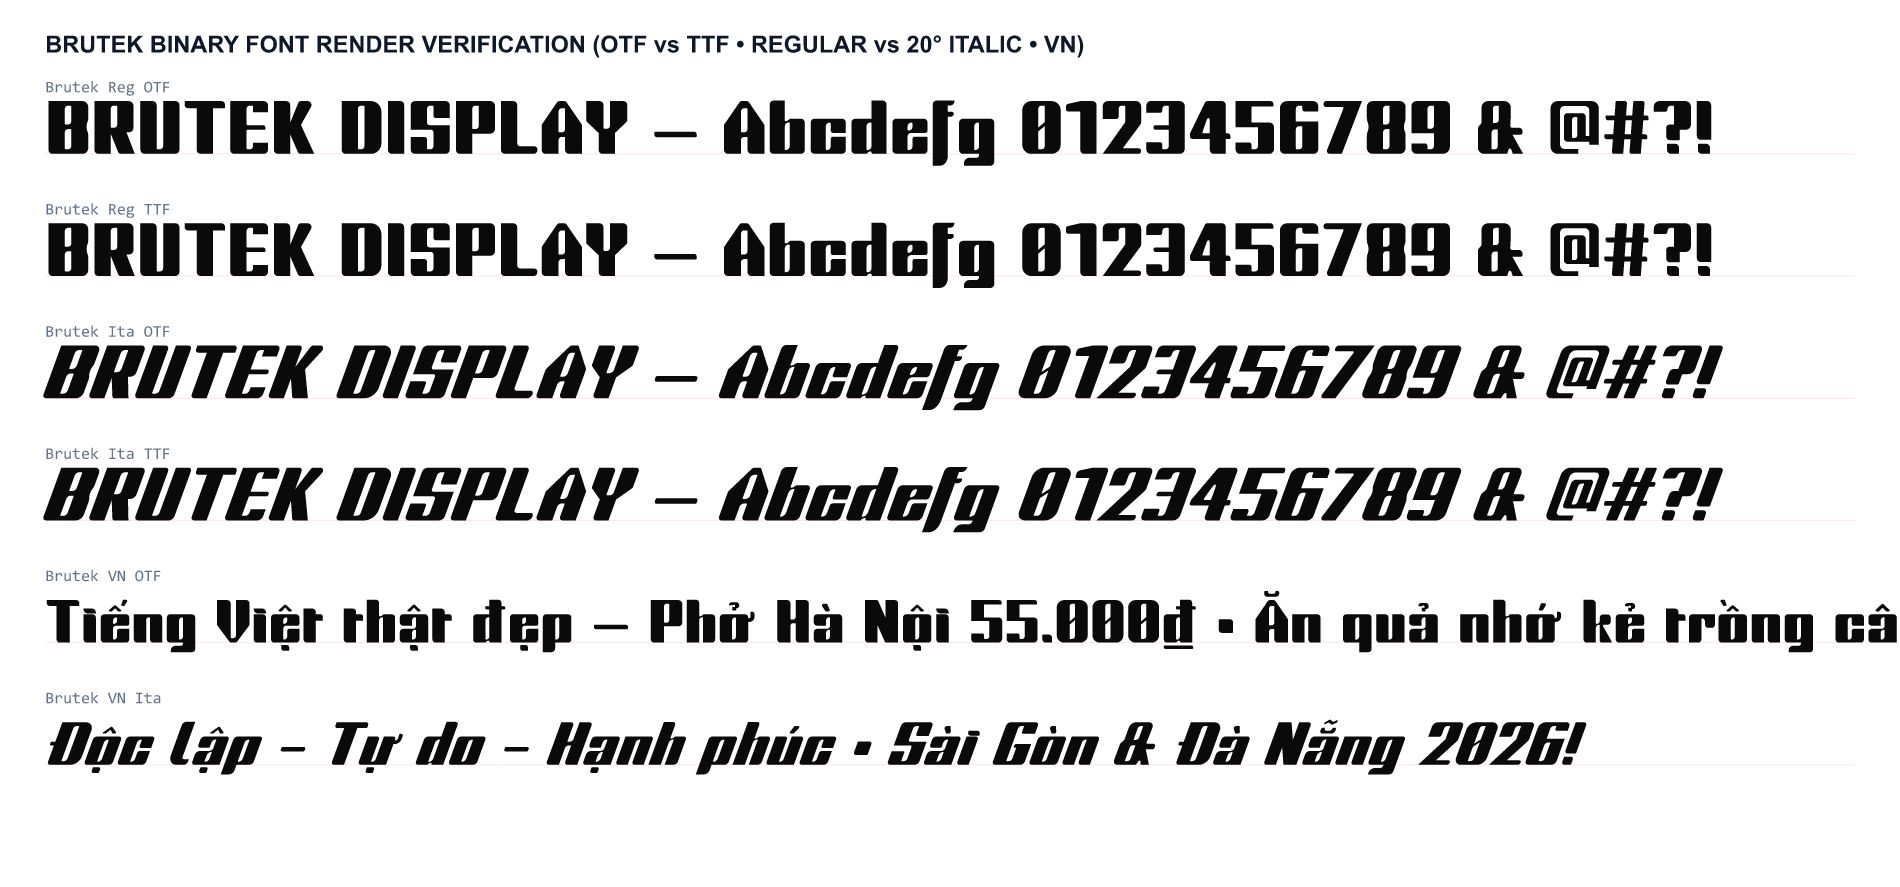 BRUTEK BINARY FONT RENDER VERIFICATION (OTF vs TTF • REGULAR vs 20° ITALIC • VN)
Brutek Reg OTF
BRUTEK DISPLAY — Abcdefg 0123456789 & @#?!
Brutek Reg TTF
BRUTEK DISPLAY — Abcdefg 0123456789 & @#?!
Brutek Ita OTF
BRUTEK DISPLAY — Abcdefg 0123456789 & @#?!
Brutek Ita TTF
BRUTEK DISPLAY — Abcdefg 0123456789 & @#?!
Brutek VN OTF
Tiếng Việt thật đẹp — Phở Hà Nội 55.000₫ • Ăn quả nhớ kẻ trồng câ
Brutek VN Ita
Độc lập – Tự do – Hạnh phúc • Sài Gòn & Đà Nẵng 2026!